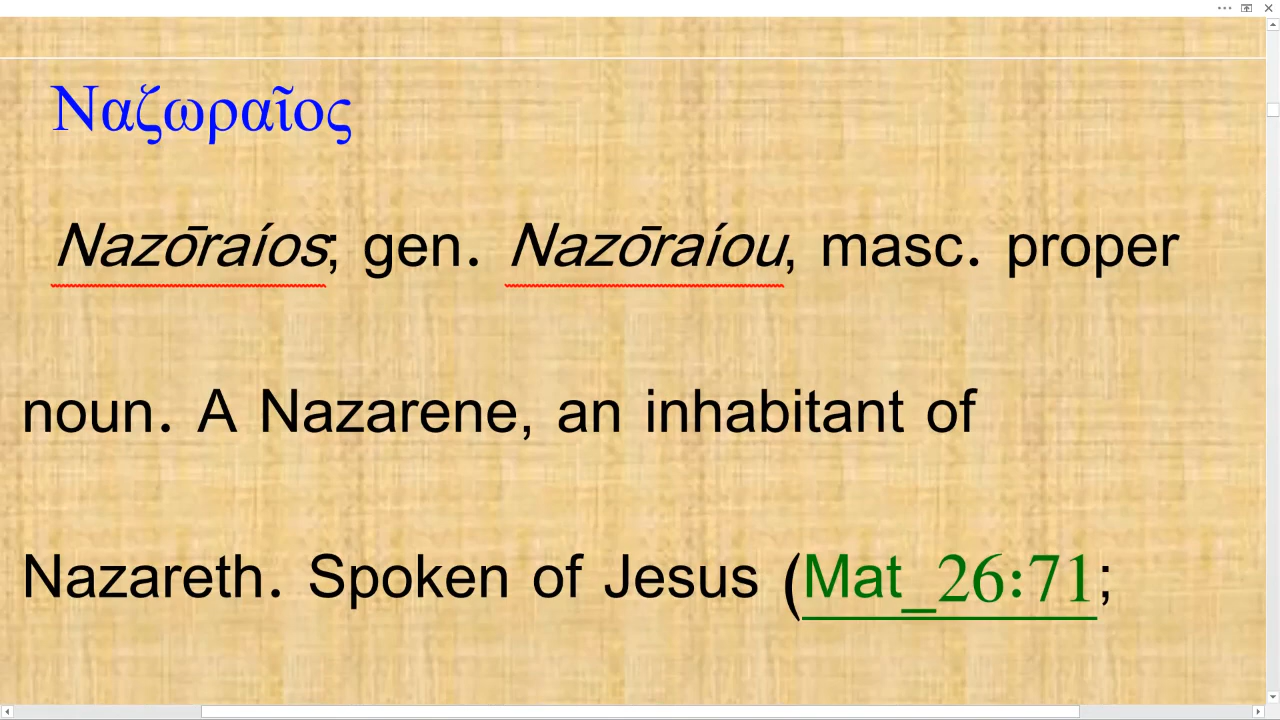 Ναζωραῖος
Nazōraíos; gen. Nazōraíou, masc. proper
noun. A Nazarene, an inhabitant of
Nazareth. Spoken of Jesus (Mat_26:71;